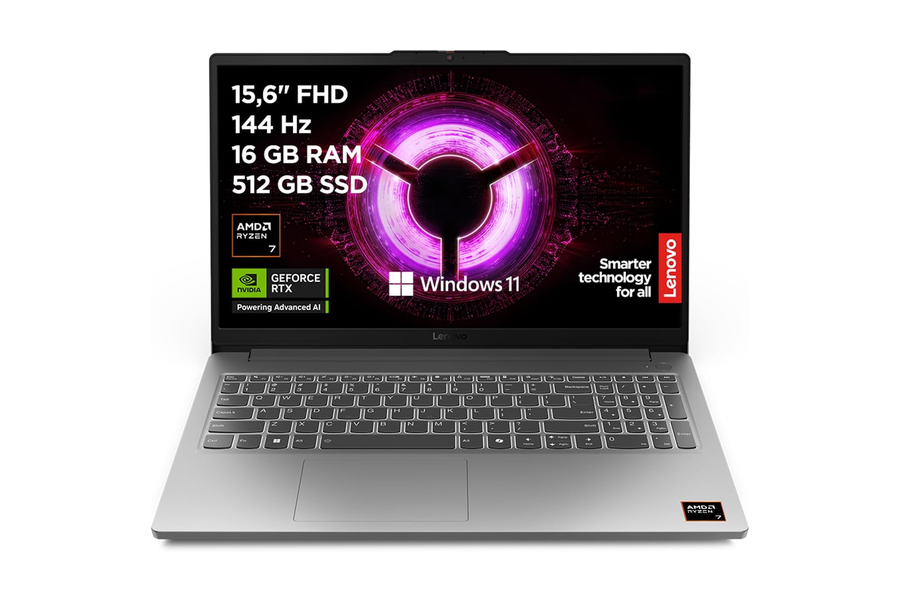 15,6" FHD
144 Hz
16 GB RAM
512 GB SSD
AMD
RYZEN
7
NVIDIA
GEFORCE
RTX
Powering Advanced AI
Windows 11
Smarter
technology
for all
Lenovo
Lenovo
Q W E R T Y U I O P
A S D F G H J K L
Z X C V B N M
AMD
RYZEN
7